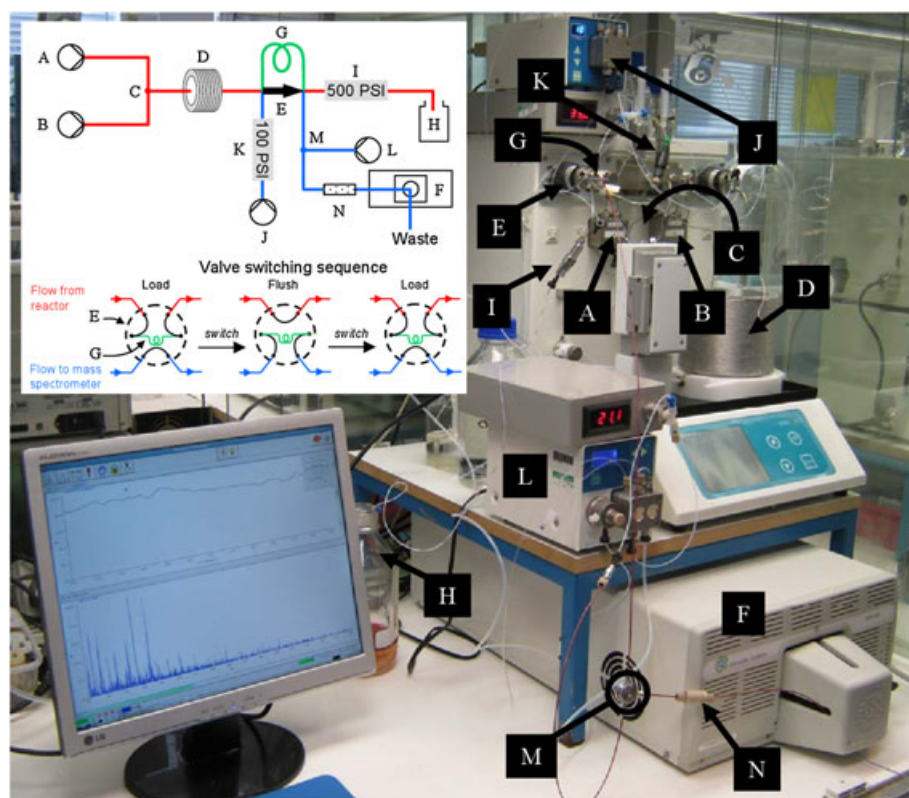 A
B
C
D
G
I
500 PSI
E
H
K
100 PSI
M
L
J
N
F
Waste
Valve switching sequence
Flow from reactor
Load
Flush
Load
E
switch
switch
G
Flow to mass spectrometer
K
J
G
E
C
I
A
B
D
21.1
L
H
F
M
N
LG